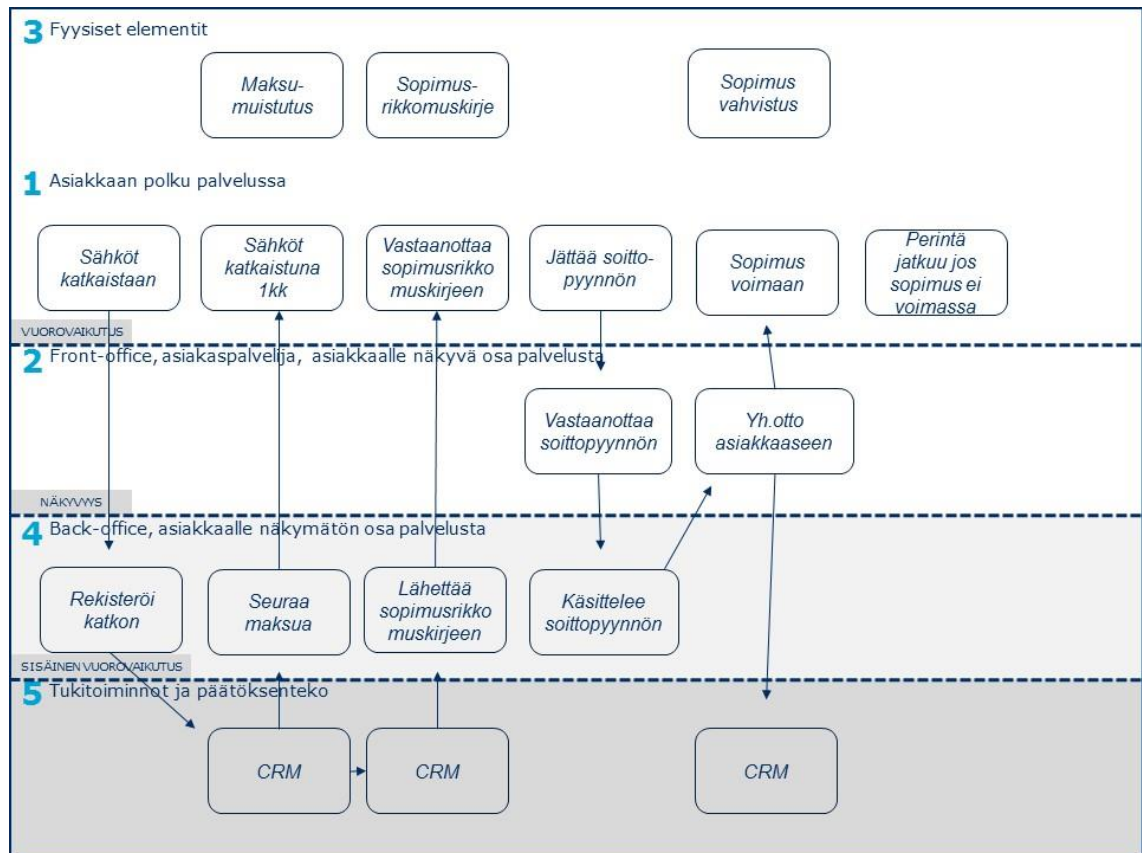 3 Fyysiset elementit
Maksu-
muistutus
Sopimus-
rikkomuskirje
Sopimus
vahvistus
1 Asiakkaan polku palvelussa
Sähköt
katkaistaan
Sähköt
katkaistuna
1kk
Vastaanottaa
sopimusrikko
muskirjeen
Jättää soitto-
pyynnön
Sopimus
voimaan
Perintä
jatkuu jos
sopimus ei
voimassa
VUOROVAIKUTUS
2 Front-office, asiakaspalvelija, asiakkaalle näkyvä osa palvelusta
Vastaanottaa
soittopyynnön
Yh.otto
asiakkaaseen
NÄKYVYYS
4 Back-office, asiakkaalle näkymätön osa palvelusta
Rekisteröi
katkon
Seuraa
maksua
Lähettää
sopimusrikko
muskirjeen
Käsittelee
soittopyynnön
SISÄINEN VUOROVAIKUTUS
5 Tukitoiminnot ja päätöksenteko
CRM
CRM
CRM